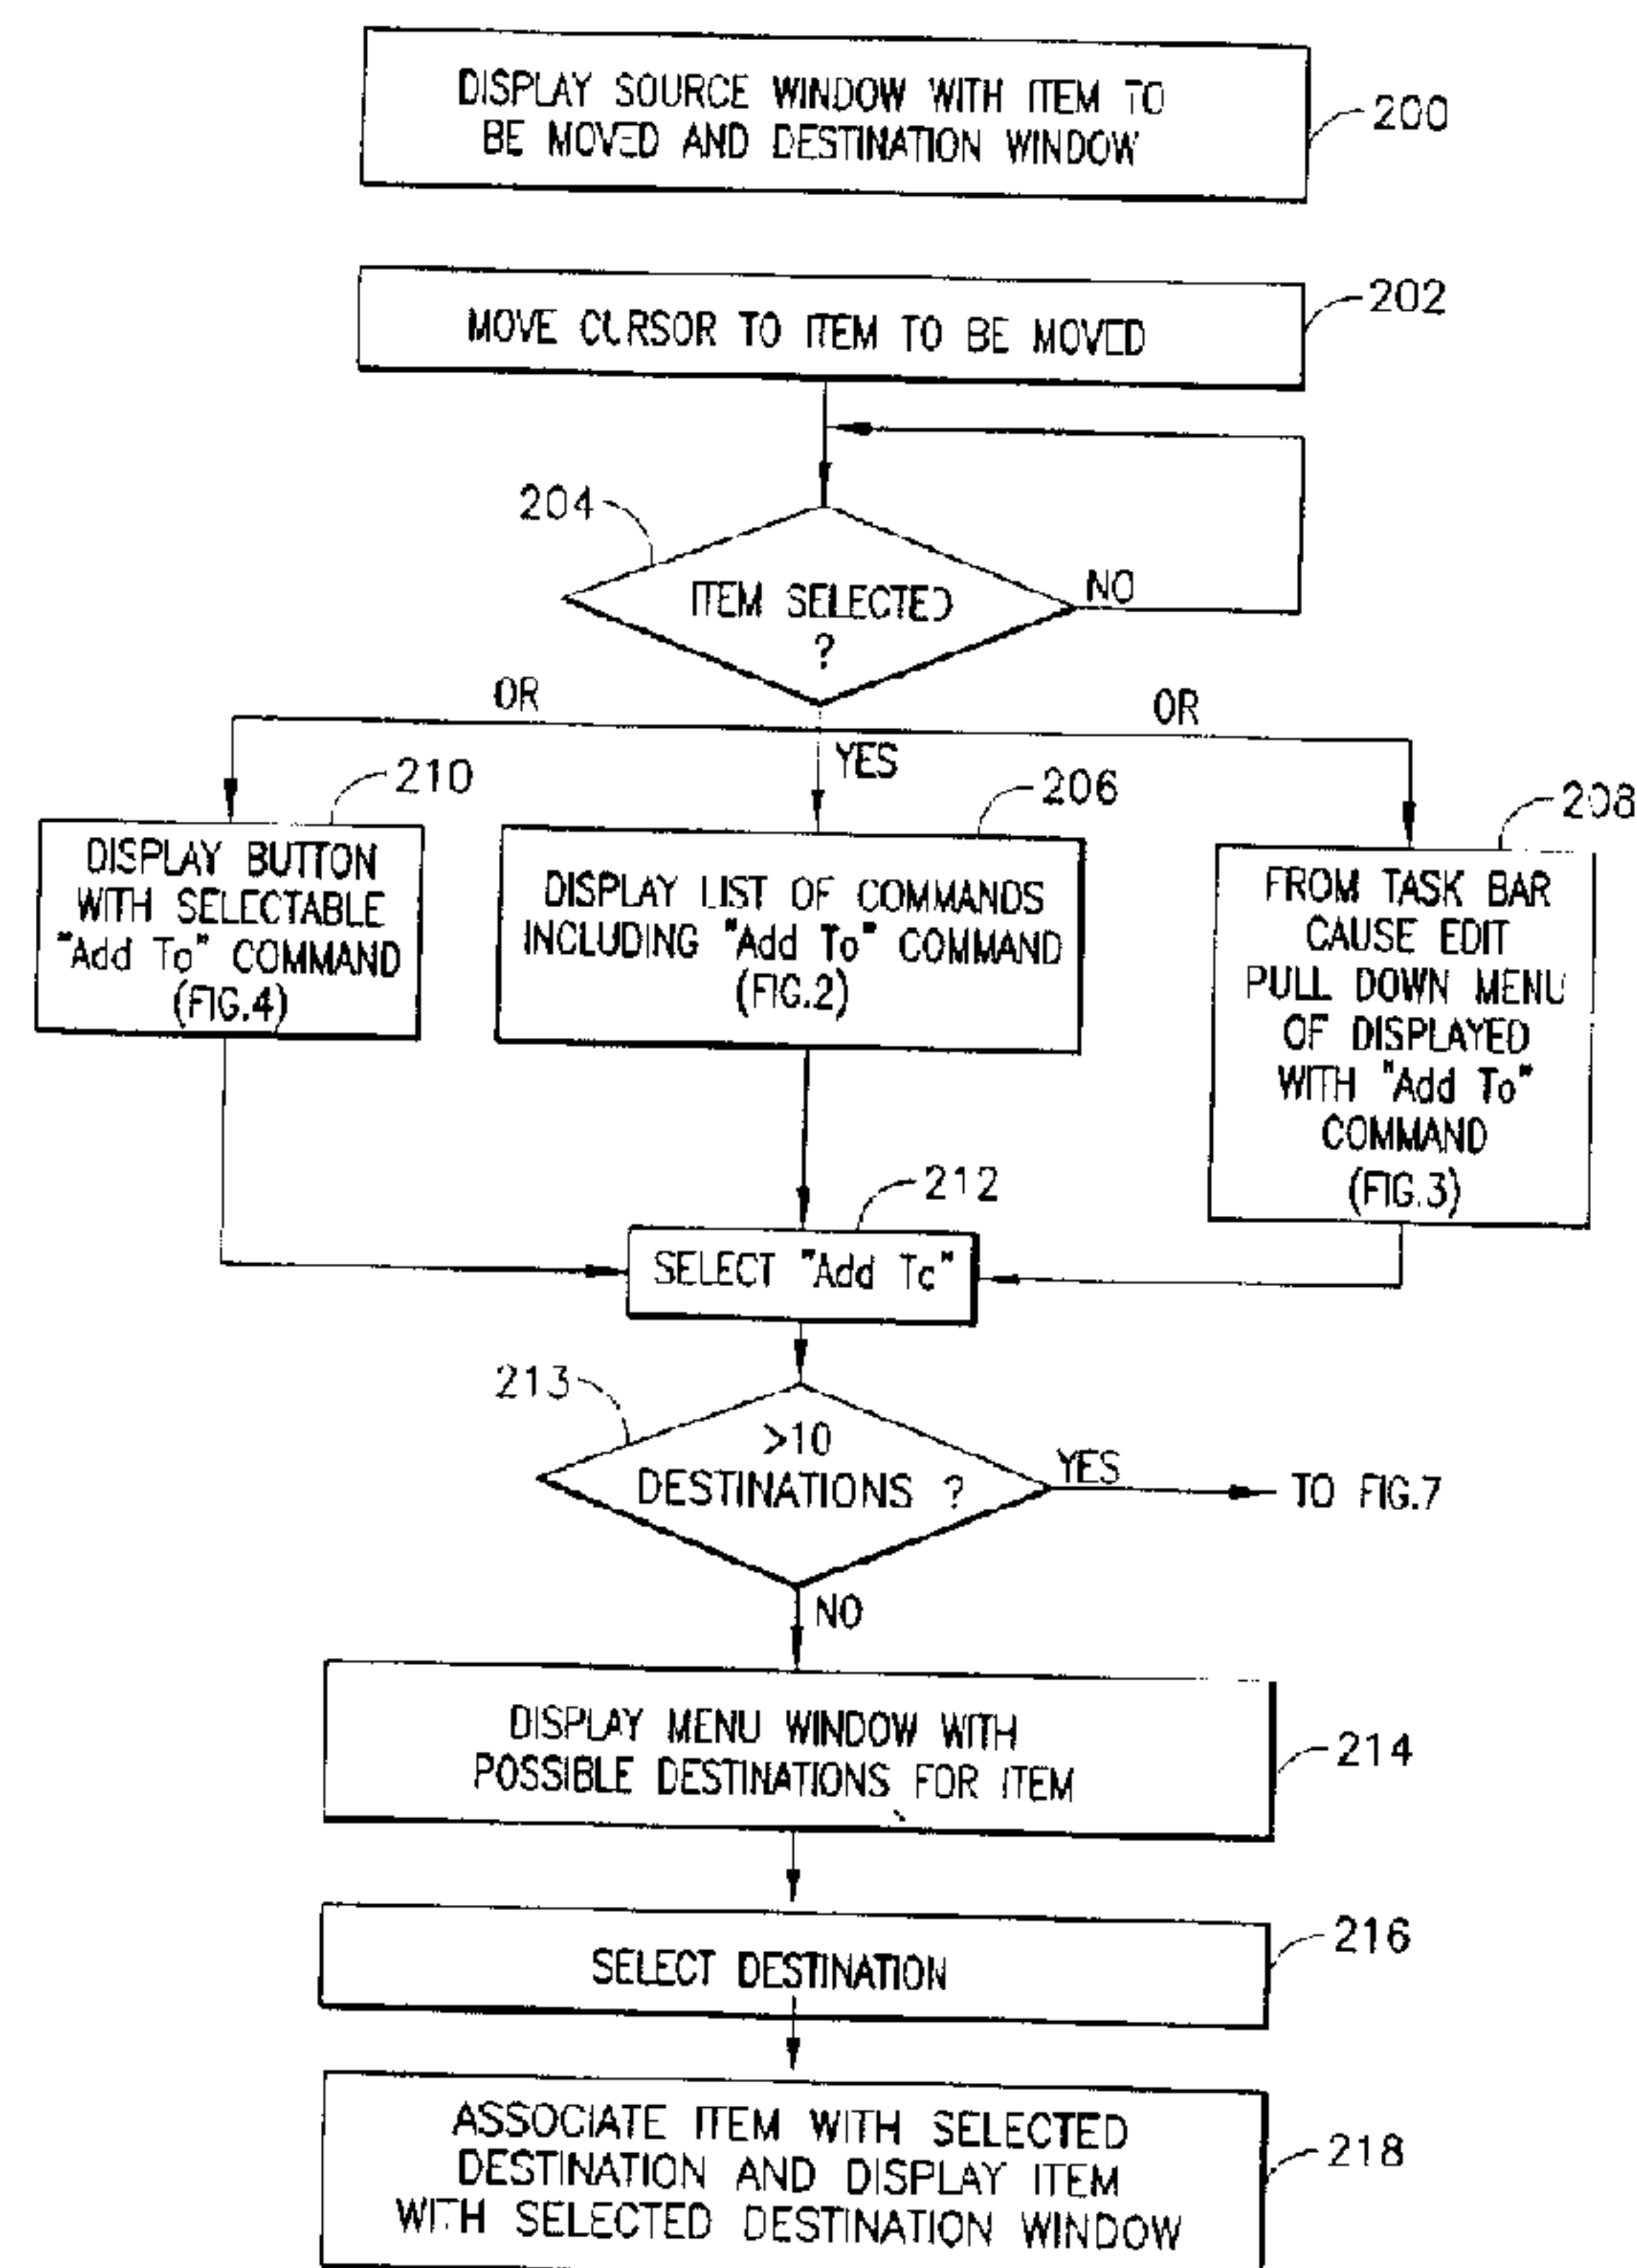 DISPLAY SOURCE WINDOW WITH ITEM TO
BE MOVED AND DESTINATION WINDOW
200
MOVE CURSOR TO ITEM TO BE MOVED
202
204
ITEM SELECTED
?
NO
OR
YES
OR
210
DISPLAY BUTTON
WITH SELECTABLE
"Add To" COMMAND
(FIG.4)
206
DISPLAY LIST OF COMMANDS
INCLUDING "Add To" COMMAND
(FIG.2)
208
FROM TASK BAR
CAUSE EDIT
PULL DOWN MENU
OF DISPLAYED
WITH "Add To"
COMMAND
(FIG.3)
212
SELECT "Add To"
213
>10
DESTINATIONS ?
YES
TO FIG.7
NO
DISPLAY MENU WINDOW WITH
POSSIBLE DESTINATIONS FOR ITEM
214
SELECT DESTINATION
216
ASSOCIATE ITEM WITH SELECTED
DESTINATION AND DISPLAY ITEM
WITH SELECTED DESTINATION WINDOW
218